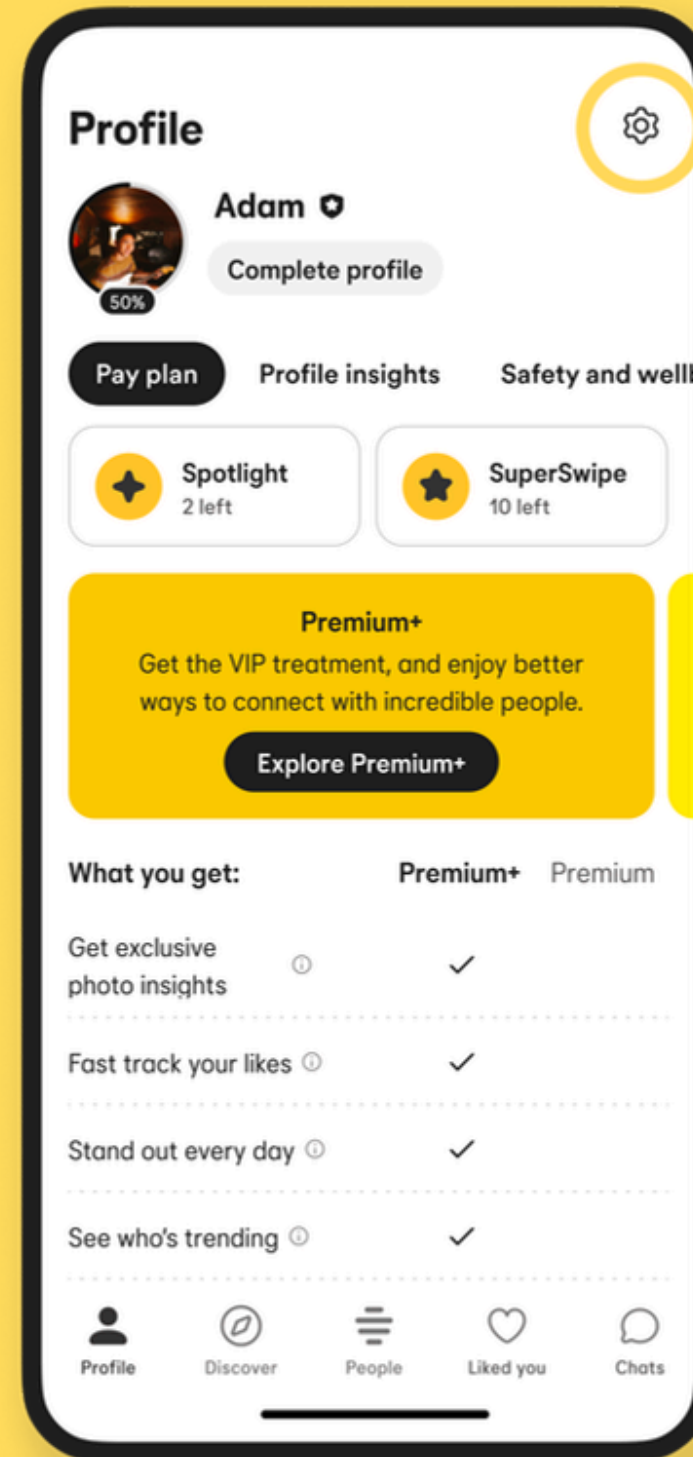 Profile
Adam
Complete profile
50%
Pay plan
Profile insights
Safety and wellb
Spotlight
2 left
SuperSwipe
10 left
Premium+
Get the VIP treatment, and enjoy better
ways to connect with incredible people.
Explore Premium+
What you get:
Premium+
Premium
Get exclusive
photo insights
Fast track your likes
Stand out every day
See who's trending
Profile
Discover
People
Liked you
Chats